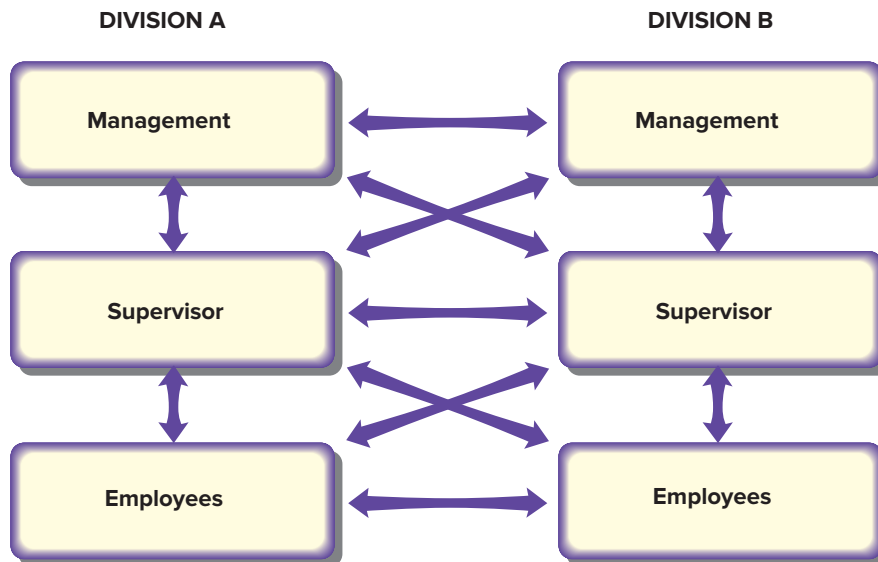 DIVISION A
DIVISION B
Management
Management
Supervisor
Supervisor
Employees
Employees